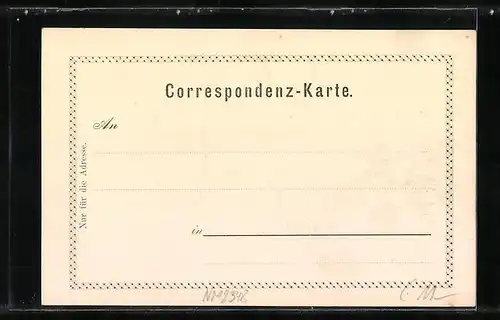 Correspondenz-Karte.
An
Nur für die Adresse.
in